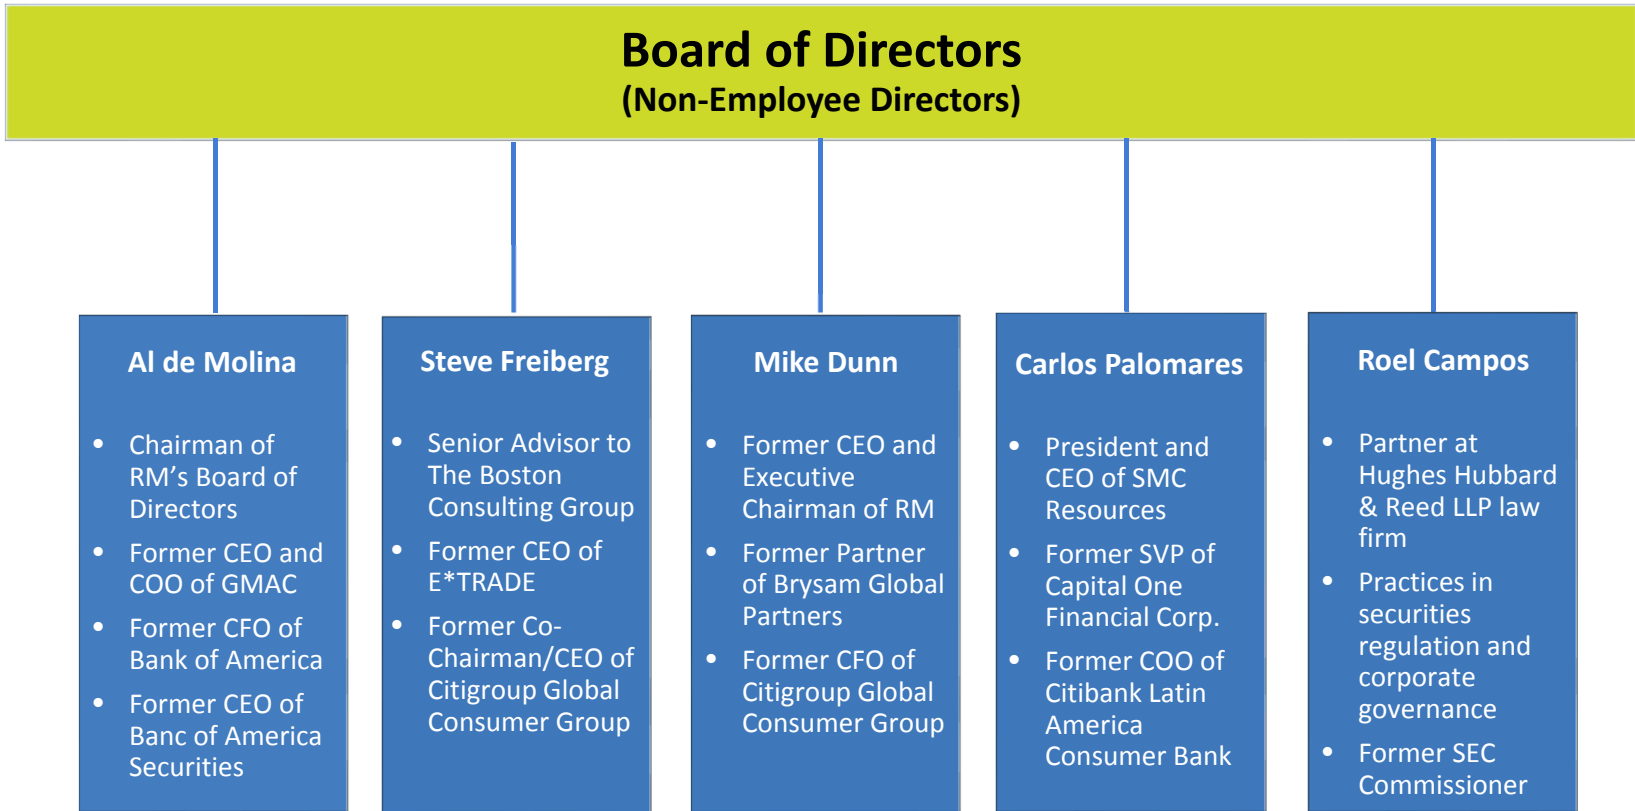 Board of Directors
(Non-Employee Directors)
Al de Molina
• Chairman of
RM’s Board of
Directors
• Former CEO and
COO of GMAC
• Former CFO of
Bank of America
• Former CEO of
Banc of America
Securities
Steve Freiberg
• Senior Advisor to
The Boston
Consulting Group
• Former CEO of
E*TRADE
• Former Co-
Chairman/CEO of
Citigroup Global
Consumer Group
Mike Dunn
• Former CEO and
Executive
Chairman of RM
• Former Partner
of Brysam Global
Partners
• Former CFO of
Citigroup Global
Consumer Group
Carlos Palomares
• President and
CEO of SMC
Resources
• Former SVP of
Capital One
Financial Corp.
• Former COO of
Citibank Latin
America
Consumer Bank
Roel Campos
• Partner at
Hughes Hubbard
& Reed LLP law
firm
• Practices in
securities
regulation and
corporate
governance
• Former SEC
Commissioner